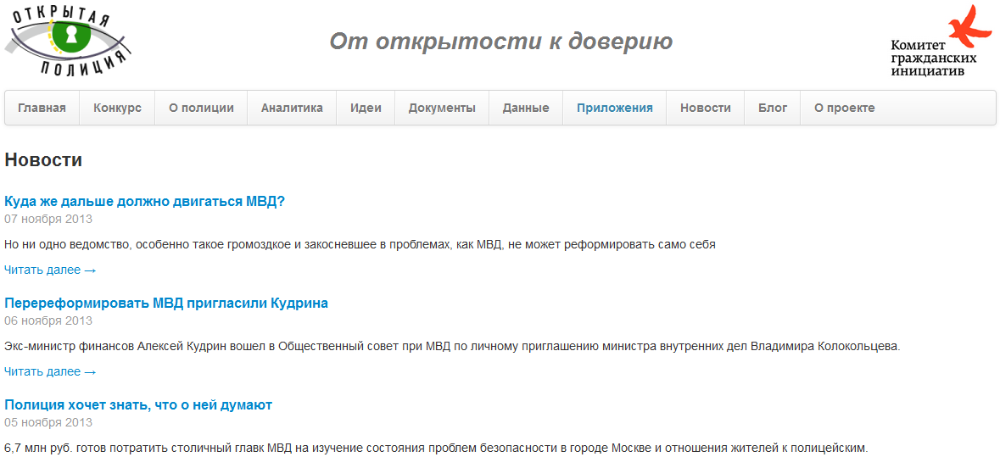 ОТКРЫТАЯ
ПОЛИЦИЯ
От открытости к доверию
Комитет
гражданских
инициатив
Главная Конкурс О полиции Аналитика Идеи Документы Данные Приложения Новости Блог О проекте
Новости
Куда же дальше должно двигаться МВД?
07 ноября 2013
Но ни одно ведомство, особенно такое громоздкое и закосневшее в проблемах, как МВД, не может реформировать само себя
Читать далее →
Перереформировать МВД пригласили Кудрина
06 ноября 2013
Экс-министр финансов Алексей Кудрин вошел в Общественный совет при МВД по личному приглашению министра внутренних дел Владимира Колокольцева.
Читать далее →
Полиция хочет знать, что о ней думают
05 ноября 2013
6,7 млн руб. готов потратить столичный главк МВД на изучение состояния проблем безопасности в городе Москве и отношения жителей к полицейским.